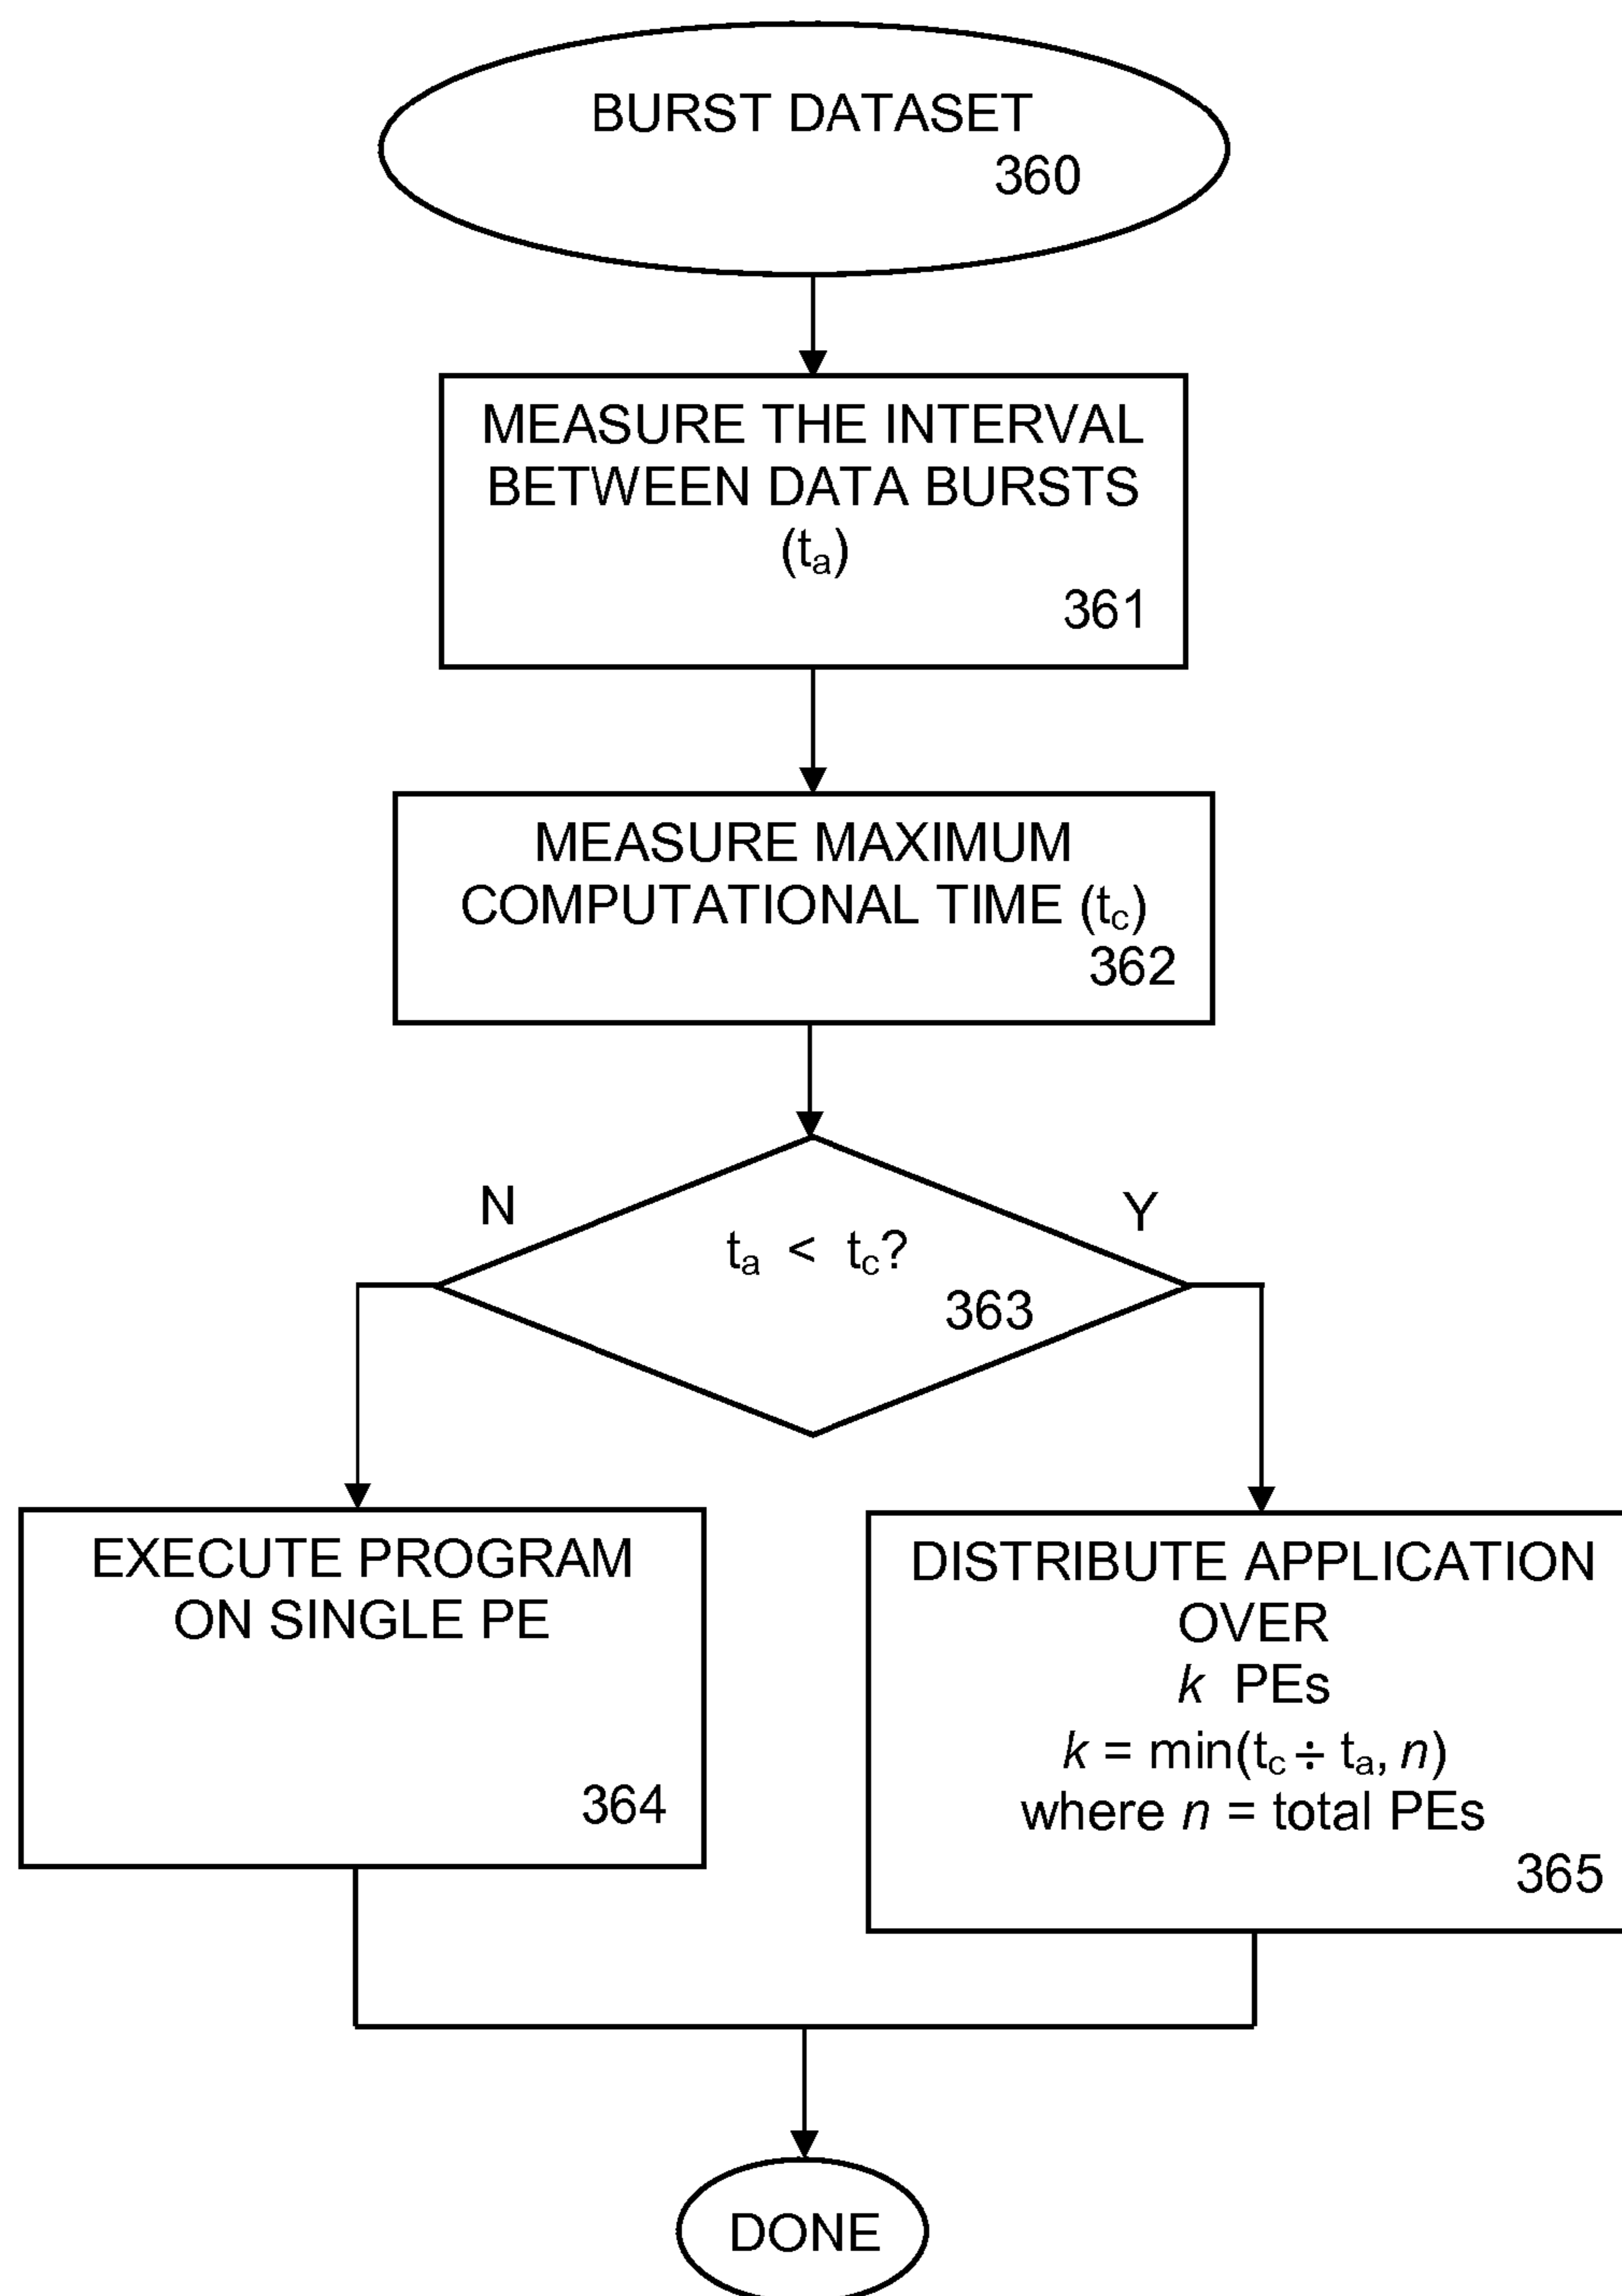 BURST DATASET
360
MEASURE THE INTERVAL
BETWEEN DATA BURSTS
(ta)
361
MEASURE MAXIMUM
COMPUTATIONAL TIME (tc)
362
N
Y
ta < tc?
363
EXECUTE PROGRAM
ON SINGLE PE
364
DISTRIBUTE APPLICATION
OVER
k PEs
k = min(tc ÷ ta, n)
where n = total PEs
365
DONE